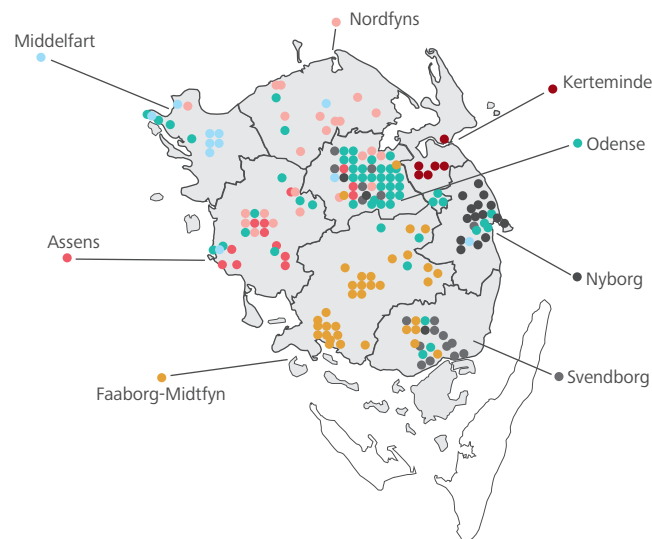 Nordfyns
Middelfart
Kerteminde
Odense
Assens
Nyborg
Svendborg
Faaborg-Midtfyn